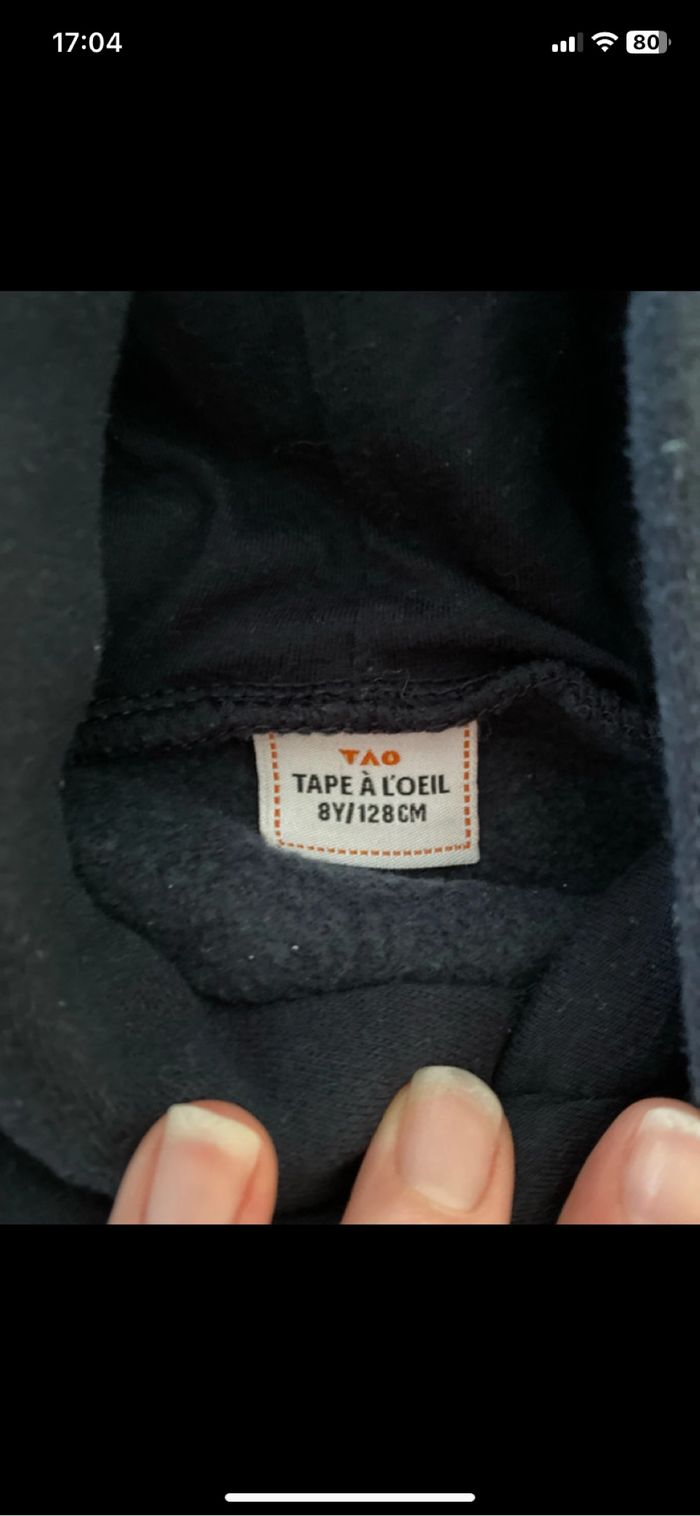 17:04
80
TAO
TAPE À L'OEIL
8Y/128CM